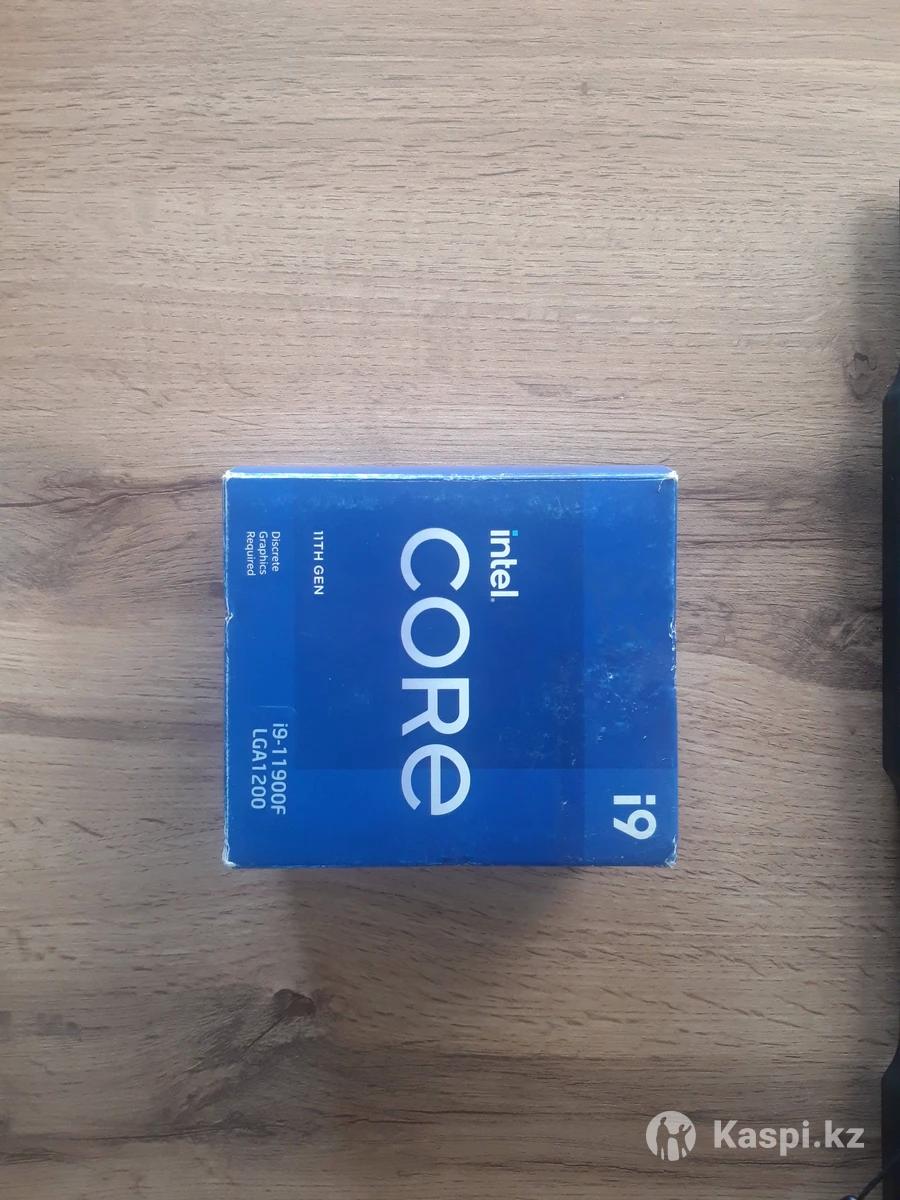 intel
CORe
i9
11TH GEN
Discrete
Graphics
Required
i9-11900F
LGA1200
Kaspi.kz